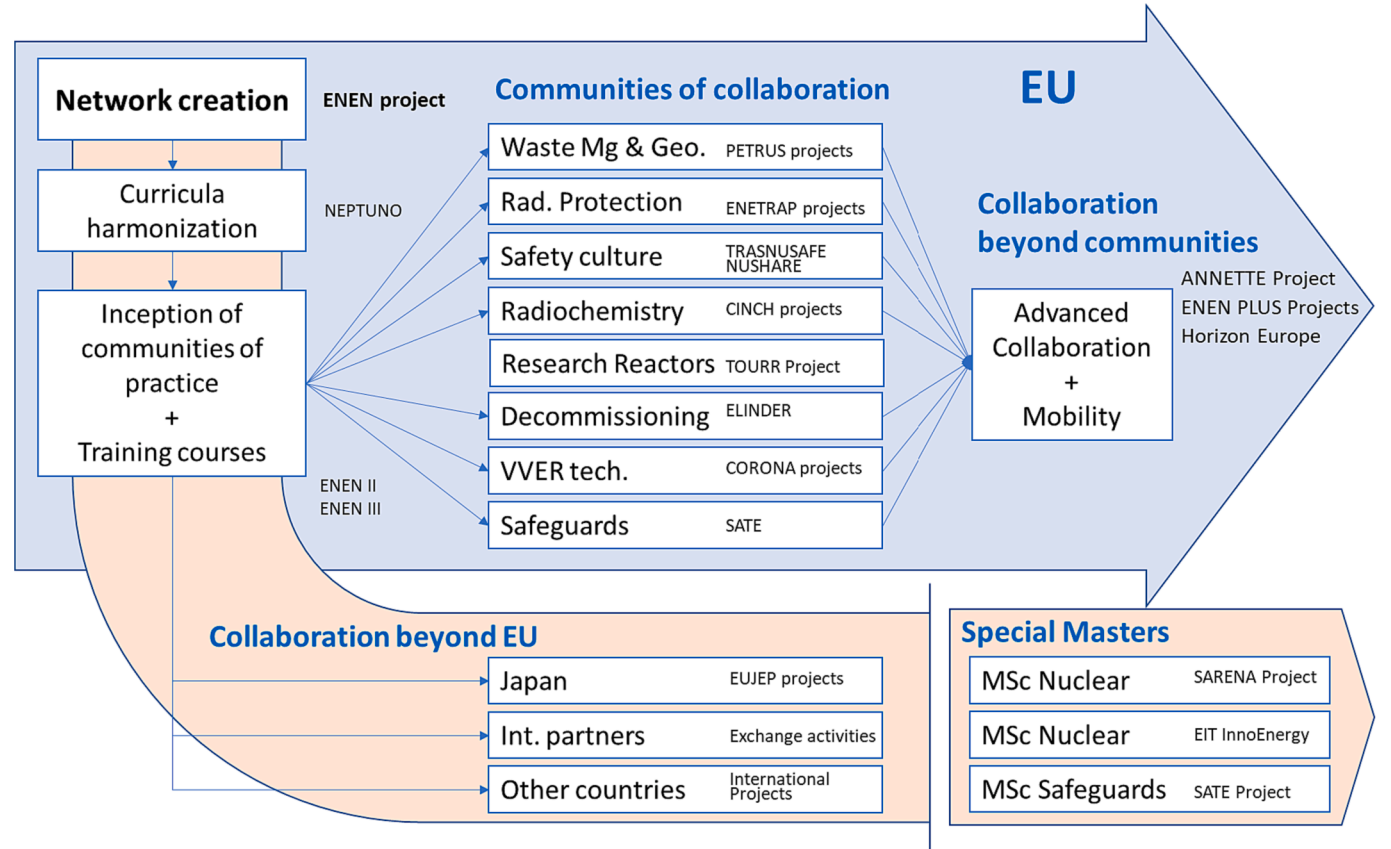 Network creation
ENEN project
Curricula
harmonization
NEPTUNO
Inception of
communities of
practice
+
Training courses
ENEN II
ENEN III
Communities of collaboration
Waste Mg & Geo. PETRUS projects
Rad. Protection ENETRAP projects
Safety culture TRASNUSAFE
NUSHARE
Radiochemistry CINCH projects
Research Reactors TOURR Project
Decommissioning ELINDER
VVER tech. CORONA projects
Safeguards SATE
EU
Collaboration
beyond communities
ANNETTE Project
ENEN PLUS Projects
Horizon Europe
Advanced
Collaboration
+
Mobility
Collaboration beyond EU
Japan EUJEP projects
Int. partners Exchange activities
Other countries International
Projects
Special Masters
MSc Nuclear SARENA Project
MSc Nuclear EIT InnoEnergy
MSc Safeguards SATE Project